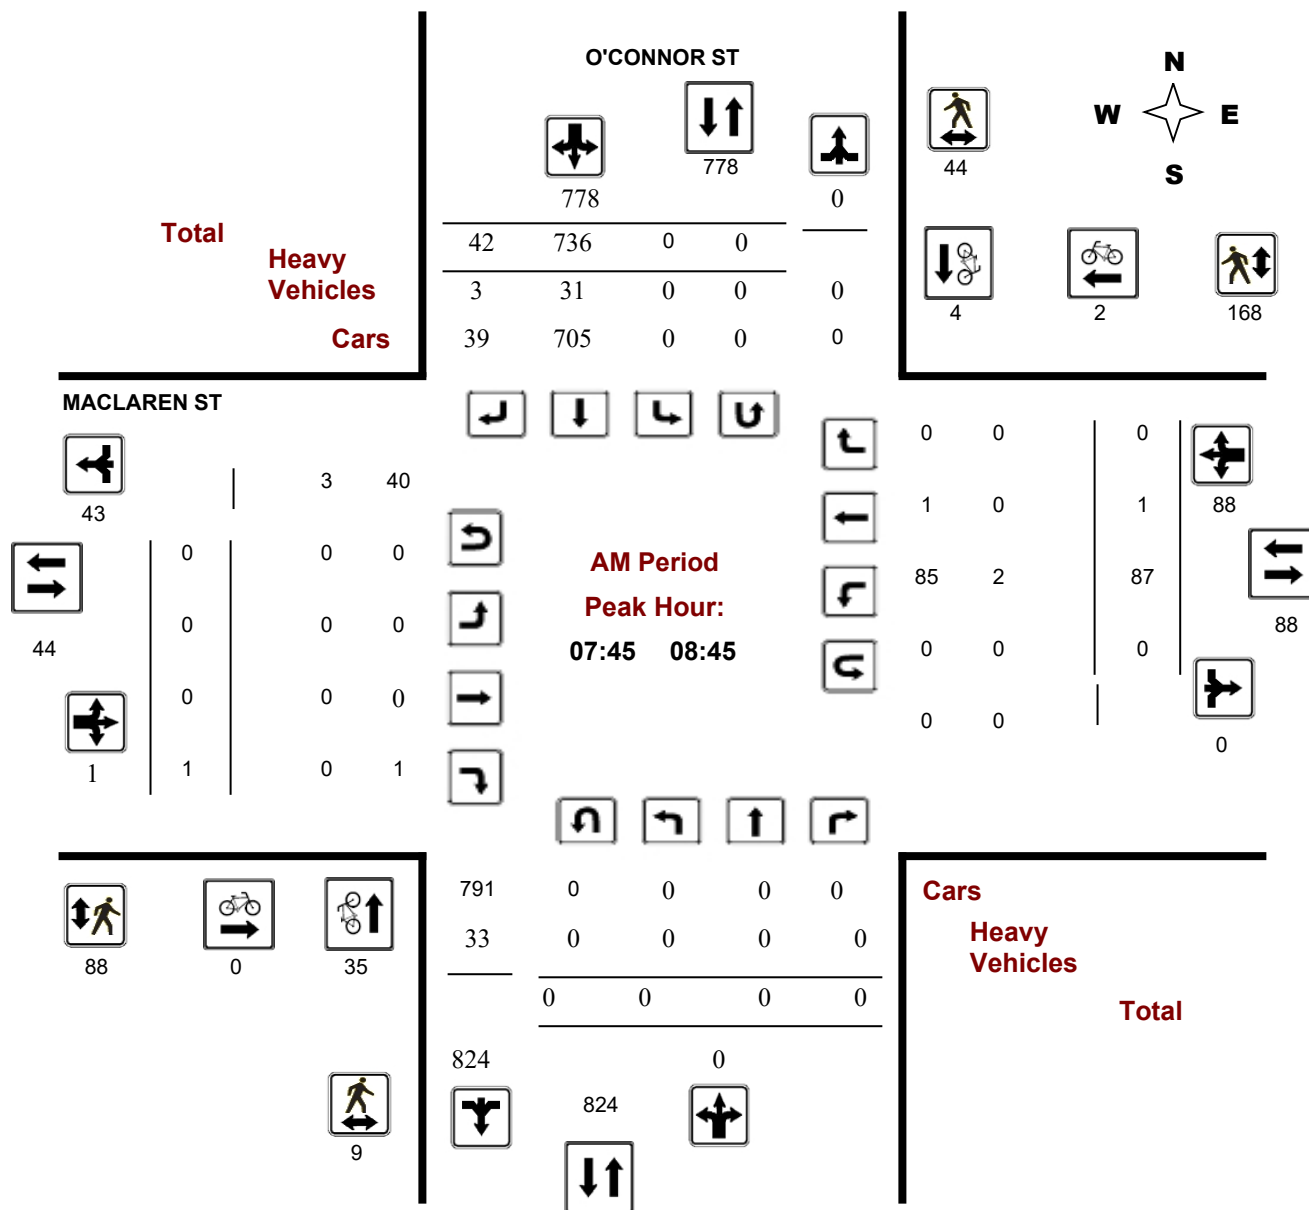 O'CONNOR ST
N
W E
S
778
44
778 0
Total
42 736 0 0
Heavy
Vehicles
3 31 0 0 0
4 2 168
Cars
39 705 0 0 0
MACLAREN ST
0 0 0
3 40
43
1 0 1 88
0 0 0
AM Period
85 2 87
Peak Hour:
0 0 0
88
44
07:45 08:45
0 0 0
0 0 0
0 0
0
1
1 0 1
791 0 0 0 0
Cars
33 0 0 0 0
Heavy
Vehicles
88 0 35
0 0 0 0
Total
824 0
824
9